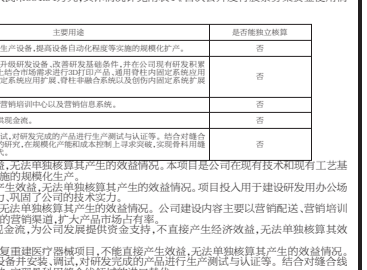 主要用途 是否能独立核算
生产设备,提高设备自动化程度等实施的规模化扩产。 否
升级研发设备,改善研发基础条件,并在公司现有研发积累
上结合市场需求进行3D打印产品,通用脊柱内固定系统应用 否
定系统应用扩展、脊柱非融合系统以及创伤内固定系统扩展
营销培训中心以及营销信息系统。 否
供现金流。 否
试,对研发完成的产品进行生产测试与认证等。结合对缝合
的研究,在规模化产能和成本控制上寻求突破,实现骨科用缝 否
益,无法单独核算其产生的效益情况。本项目是公司在现有技术和现有工艺基
施的规模化生产。
产生效益,无法单独核算其产生的效益情况。项目投入用于建设研发用办公场
力,巩固了公司的技术实力。
无法单独核算其产生的效益情况。公司建设内容主要以营销配送、营销培训
的营销渠道,扩大产品市场占有率。
现金流,为公司发展提供资金支持,不直接产生经济效益,无法单独核算其效
复重建医疗器械项目,不能直接产生效益,无法单独核算其产生的效益情况。
设备并安装、调试,对研发完成的产品进行生产测试与认证等。结合对缝合线